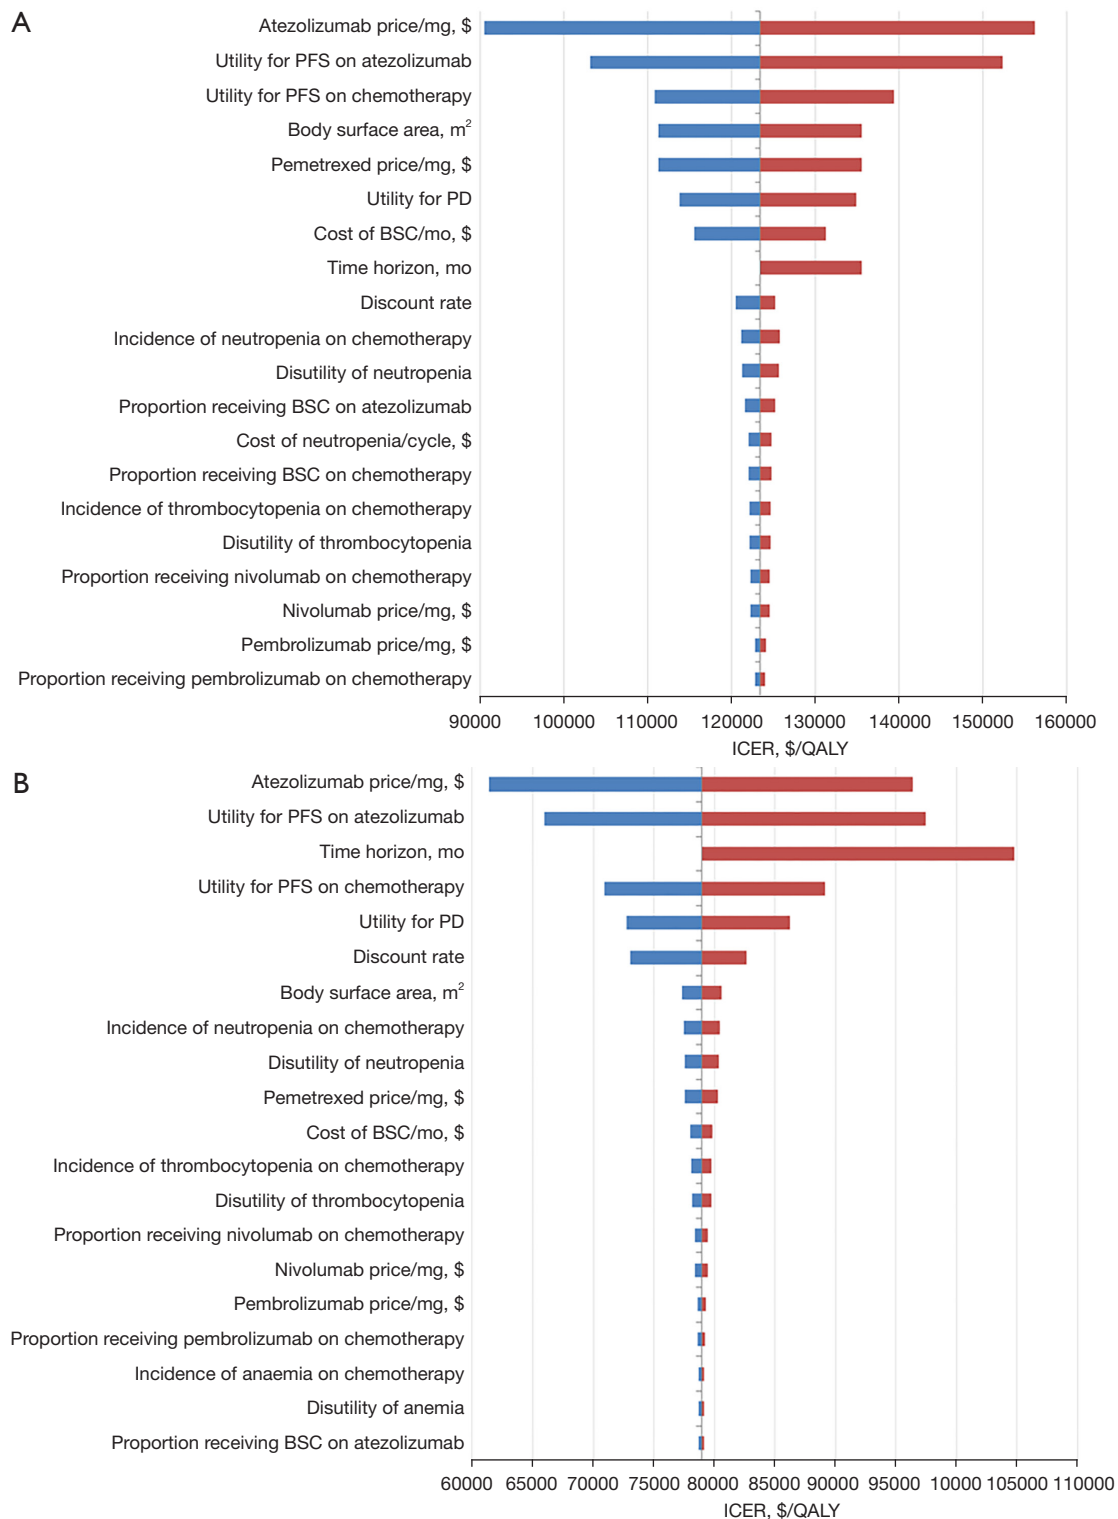 A
Atezolizumab price/mg, $
Utility for PFS on atezolizumab
Utility for PFS on chemotherapy
Body surface area, m²
Pemetrexed price/mg, $
Utility for PD
Cost of BSC/mo, $
Time horizon, mo
Discount rate
Incidence of neutropenia on chemotherapy
Disutility of neutropenia
Proportion receiving BSC on atezolizumab
Cost of neutropenia/cycle, $
Proportion receiving BSC on chemotherapy
Incidence of thrombocytopenia on chemotherapy
Disutility of thrombocytopenia
Proportion receiving nivolumab on chemotherapy
Nivolumab price/mg, $
Pembrolizumab price/mg, $
Proportion receiving pembrolizumab on chemotherapy
90000 100000 110000 120000 130000 140000 150000 160000
ICER, $/QALY
B
Atezolizumab price/mg, $
Utility for PFS on atezolizumab
Time horizon, mo
Utility for PFS on chemotherapy
Utility for PD
Discount rate
Body surface area, m²
Incidence of neutropenia on chemotherapy
Disutility of neutropenia
Pemetrexed price/mg, $
Cost of BSC/mo, $
Incidence of thrombocytopenia on chemotherapy
Disutility of thrombocytopenia
Proportion receiving nivolumab on chemotherapy
Nivolumab price/mg, $
Pembrolizumab price/mg, $
Proportion receiving pembrolizumab on chemotherapy
Incidence of anaemia on chemotherapy
Disutility of anemia
Proportion receiving BSC on atezolizumab
60000 65000 70000 75000 80000 85000 90000 95000 100000 105000 110000
ICER, $/QALY